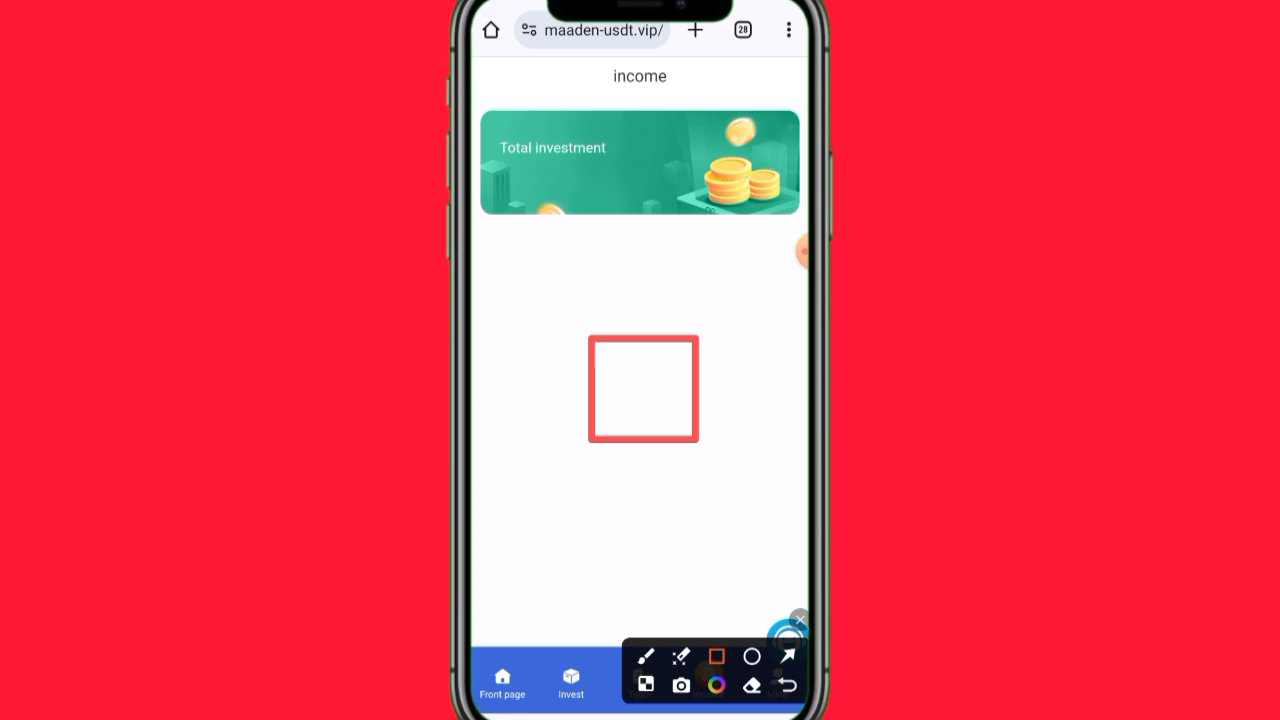 maaden-usdt.vip/
28
income
Total investment
Front page
Invest